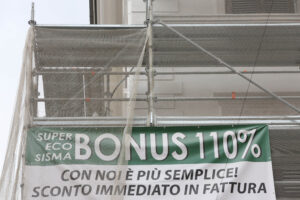 SUPER
ECO
SISMA
BONUS 110%
CON NOI È PIÙ SEMPLICE!
SCONTO IMMEDIATO IN FATTURA